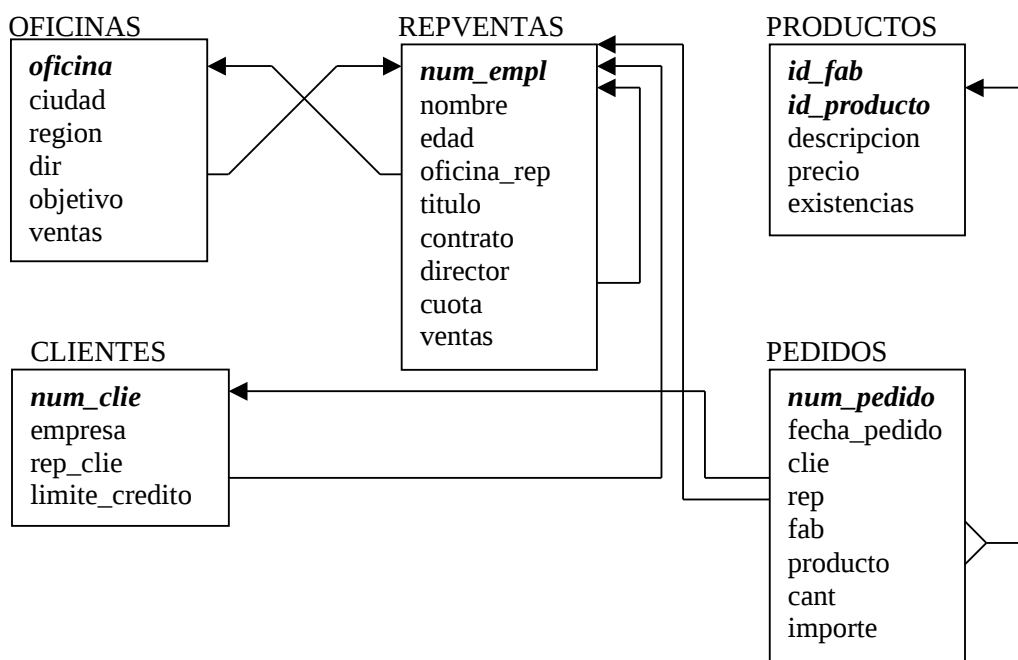 OFICINAS
oficina
ciudad
region
dir
objetivo
ventas
REPVENTAS
num_empl
nombre
edad
oficina_rep
titulo
contrato
director
cuota
ventas
PRODUCTOS
id_fab
id_producto
descripcion
precio
existencias
CLIENTES
num_clie
empresa
rep_clie
limite_credito
PEDIDOS
num_pedido
fecha_pedido
clie
rep
fab
producto
cant
importe